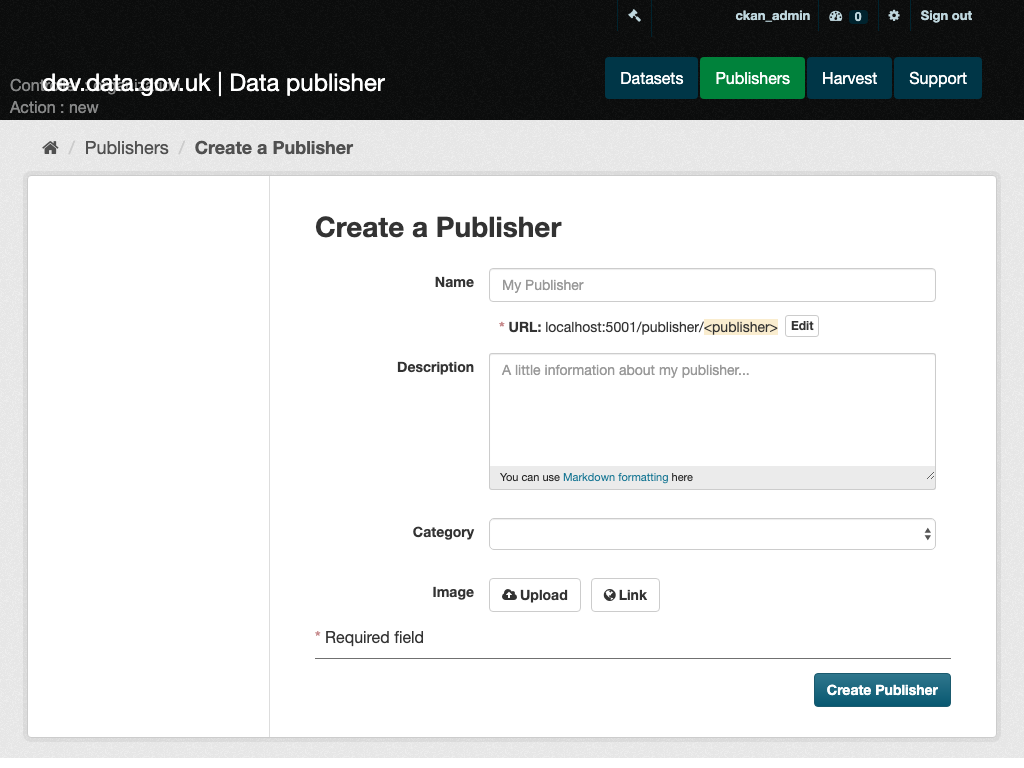 ckan_admin 0 Sign out
dev.data.gov.uk | Data publisher
Action : new
Datasets Publishers Harvest Support
/ Publishers / Create a Publisher
Create a Publisher
Name My Publisher
* URL: localhost:5001/publisher/<publisher> Edit
Description A little information about my publisher...
You can use Markdown formatting here
Category
Image Upload Link
* Required field
Create Publisher